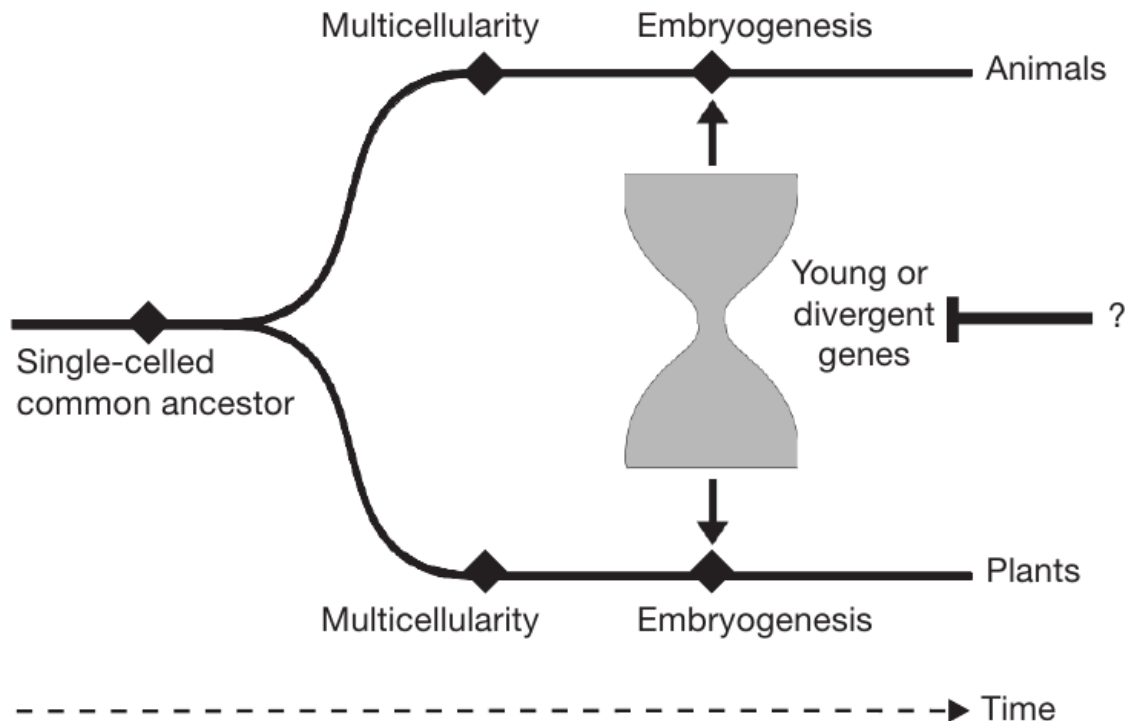 Multicellularity
Embryogenesis
Animals
Young or
divergent
genes
?
Single-celled
common ancestor
Plants
Multicellularity
Embryogenesis
Time